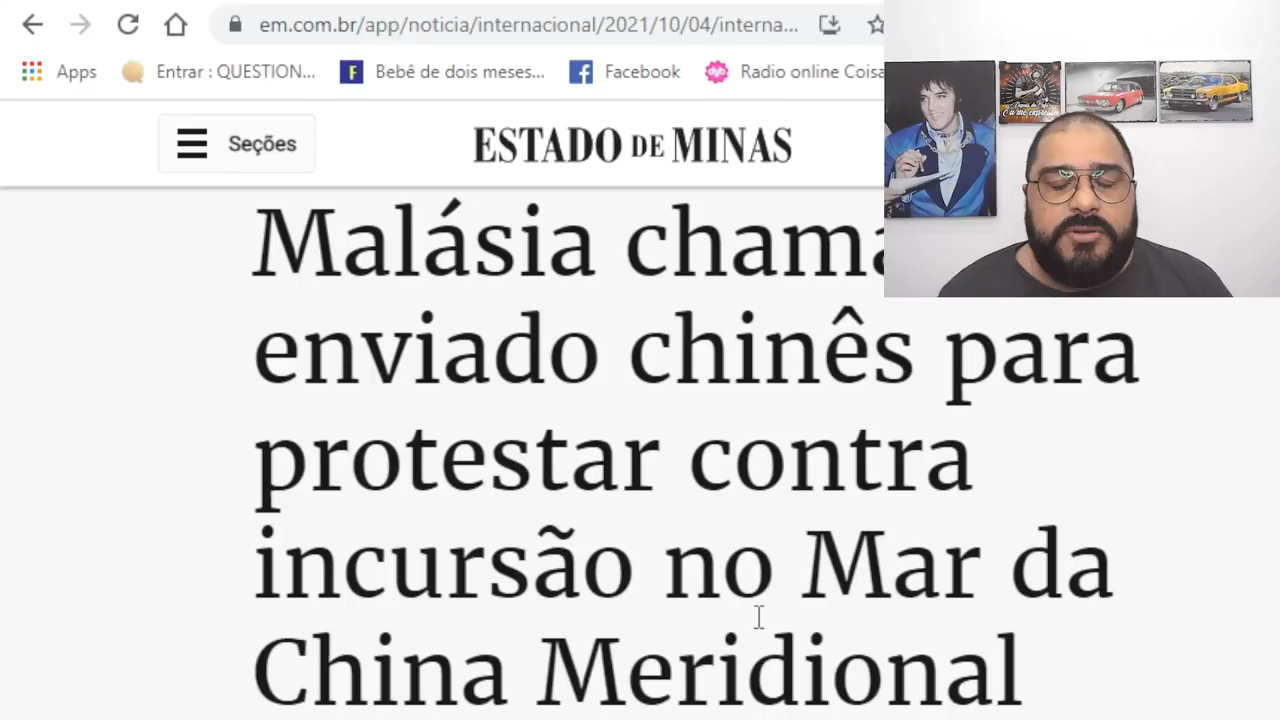 em.com.br/app/noticia/internacional/2021/10/04/interna...
Apps Entrar : QUESTION... F Bebê de dois meses... Facebook Radio online Coisa
Seções
ESTADO DE MINAS
Malásia chama
enviado chinês para
protestar contra
incursão no Mar da
China Meridional